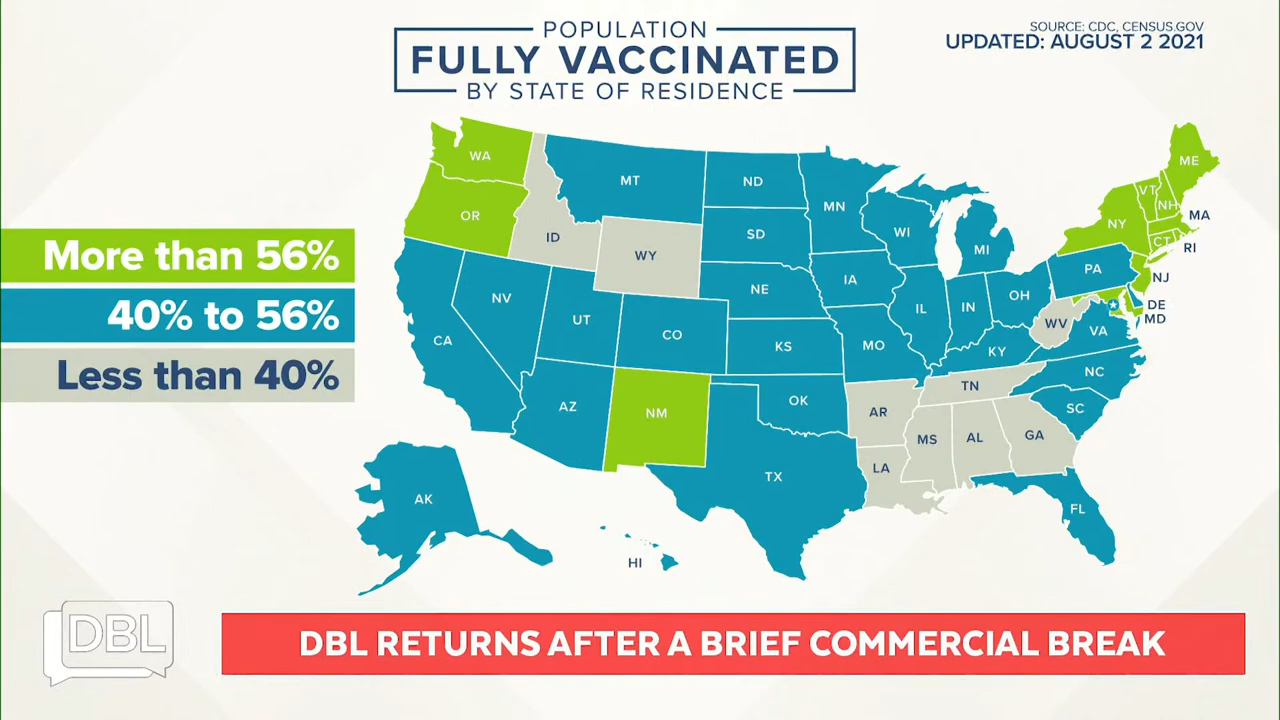 POPULATION
FULLY VACCINATED
BY STATE OF RESIDENCE
SOURCE: CDC, CENSUS.GOV
UPDATED: AUGUST 2 2021
More than 56%
40% to 56%
Less than 40%
WA
MT
ND
MN
ME
VT
NH
OR
ID
WY
SD
WI
MI
NY
MA
CT
RI
NV
UT
CO
NE
IA
IL
IN
OH
PA
NJ
DE
MD
CA
KS
MO
KY
WV
VA
AZ
NM
OK
AR
TN
NC
SC
MS
AL
GA
TX
LA
FL
AK
HI
DBL
DBL RETURNS AFTER A BRIEF COMMERCIAL BREAK